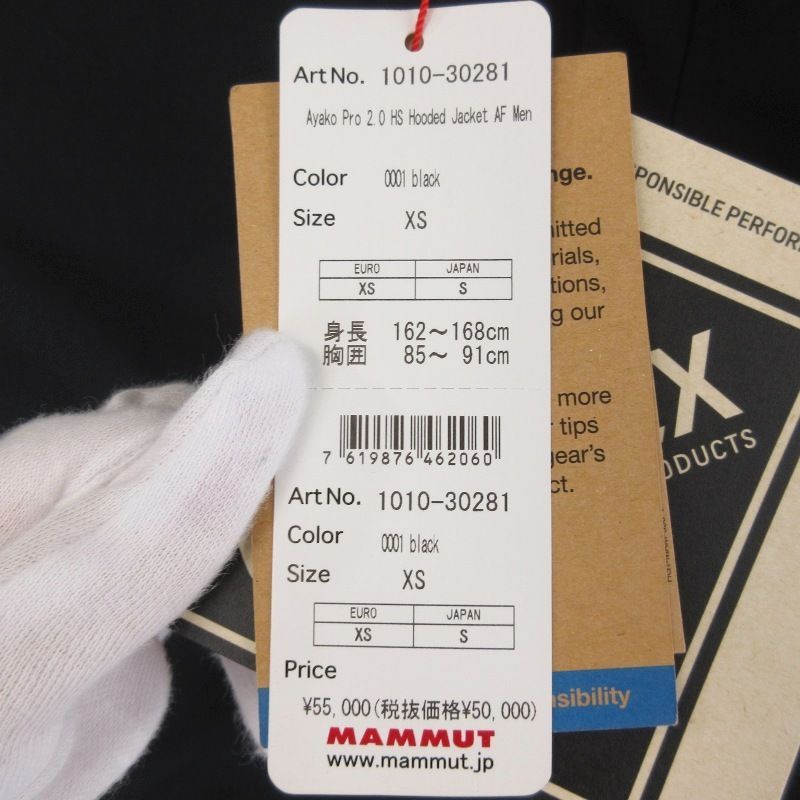 Art No. 1010-30281
Ayako Pro 2.0 HS Hooded Jacket AF Men
Color 0001 black
Size XS
EURO JAPAN
XS S
身長 162〜168cm
胸囲 85〜 91cm
7 619876 462060
Art No. 1010-30281
Color 0001 black
Size XS
EURO JAPAN
XS S
Price
¥55,000(税抜価格¥50,000)
MAMMUT
www.mammut.jp
nge.
itted
rials,
tions,
g our
more
tips
gear's
ct.
sibility
PONSIBLE PERFOR
X
ODUCTS